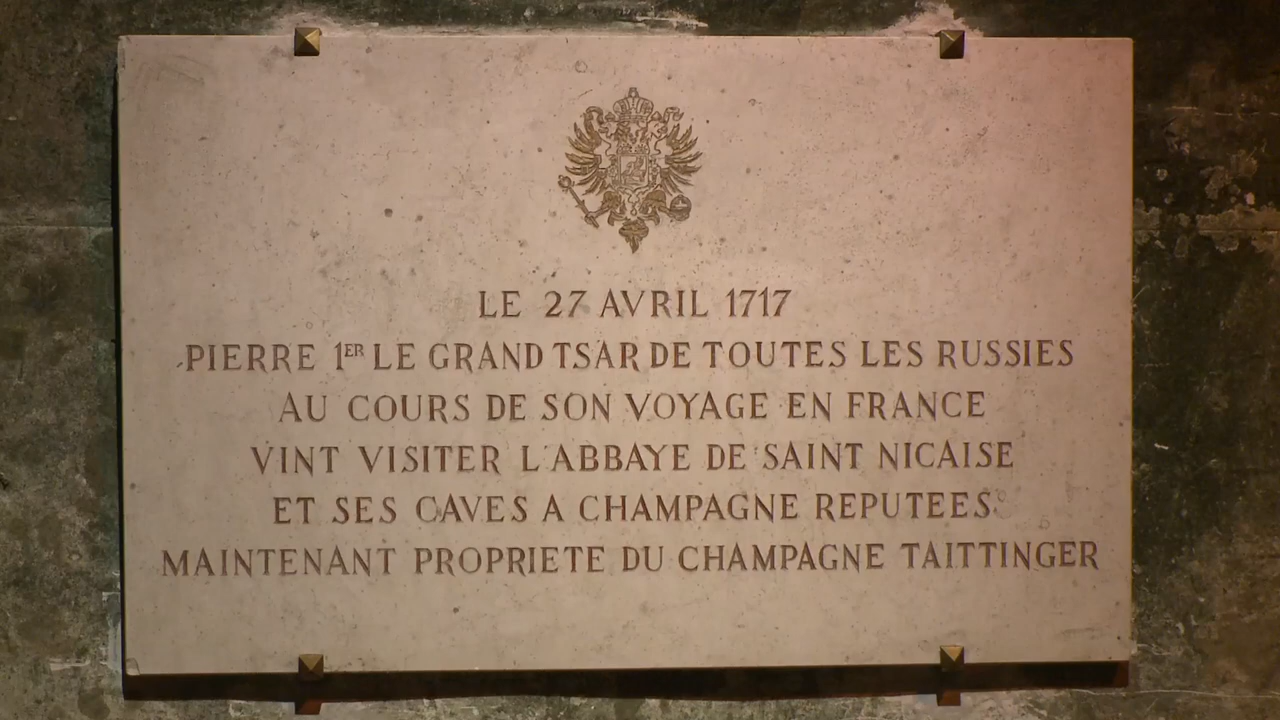 LE 27 AVRIL 1717
PIERRE 1ER LE GRAND TSAR DE TOUTES LES RUSSIES
AU COURS DE SON VOYAGE EN FRANCE
VINT VISITER L'ABBAYE DE SAINT NICAISE
ET SES CAVES A CHAMPAGNE REPUTEES
MAINTENANT PROPRIETE DU CHAMPAGNE TAITTINGER